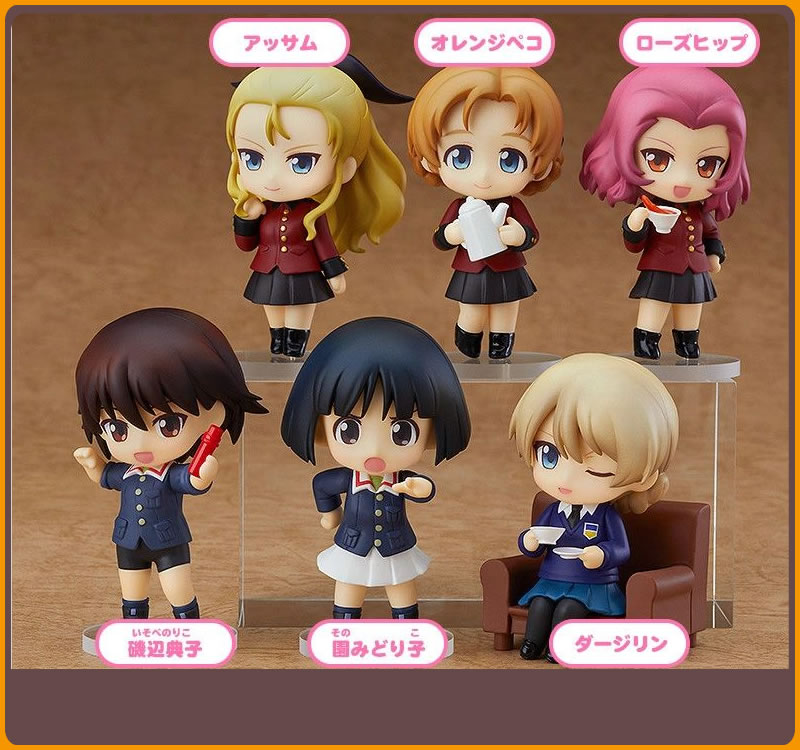 アッサム
オレンジペコ
ローズヒップ
いそべのりこ
磯辺典子
その こ
園みどり子
ダージリン